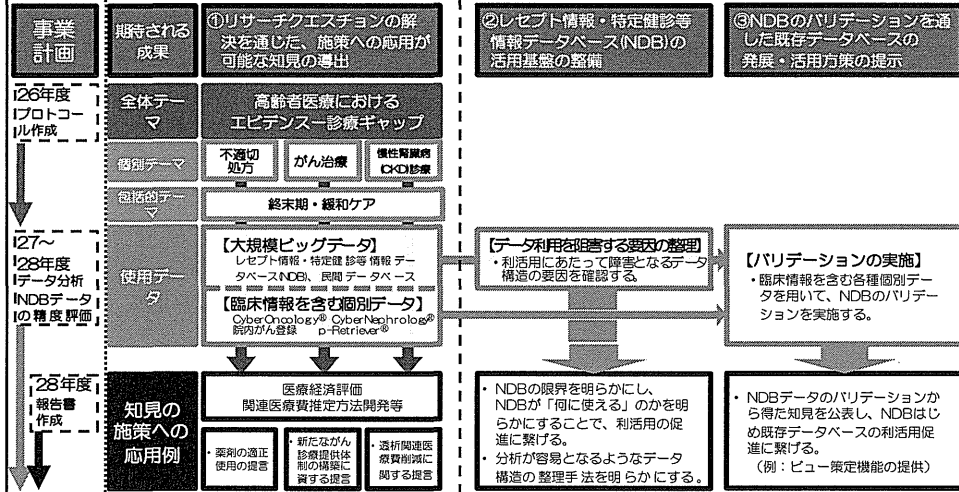 事業
計画
期待される
成果
①リサーチクエスチョンの解
決を通じた、施策への応用が
可能な知見の導出
②レセプト情報・特定健診等
情報データベース(NDB)の
活用基盤の整備
③NDBのバリデーションを通
した既存データベースの
発展・活用方策の提示
26年度
プロトコー
ル作成
全体テー
マ
高齢者医療における
エビデンスー診療ギャップ
個別テーマ
不適切
処方
がん治療
慢性腎臓病
(CKD)診療
包括的テー
マ
終末期・緩和ケア
27～
28年度
データ分析
NDBデータ
の精度評価
使用デー
タ
【大規模ビッグデータ】
レセプト情報・特定健診等情報デー
タベース(NDB)、民間データベース
【臨床情報を含む個別データ】
CyberOncology® CyberNephrology®
院内がん登録 p-Retriever®
【データ利用を阻害する要因の整理】
・利活用にあたって障害となるデータ
構造の要因を確認する。
【バリデーションの実施】
・臨床情報を含む各種個別デー
タを用いて、NDBのバリデー
ションを実施する。
28年度
報告書
作成
知見の
施策への
応用例
医療経済評価
関連医療費推定方法開発等
・薬剤の適正
使用の提言
・新たながん
診療提供体
制の構築に
資する提言
・透析関連医
療費削減に
関する提言
・NDBの限界を明らかにし、
NDBが「何に使える」のかを明
らかにすることで、利活用の促
進に繋げる。
・分析が容易となるようなデータ
構造の整理手法を明らかにする。
・NDBデータのバリデーションか
ら得た知見を公表し、NDBはじ
め既存データベースの利活用促
進に繋げる。
（例：ビュー策定機能の提供）